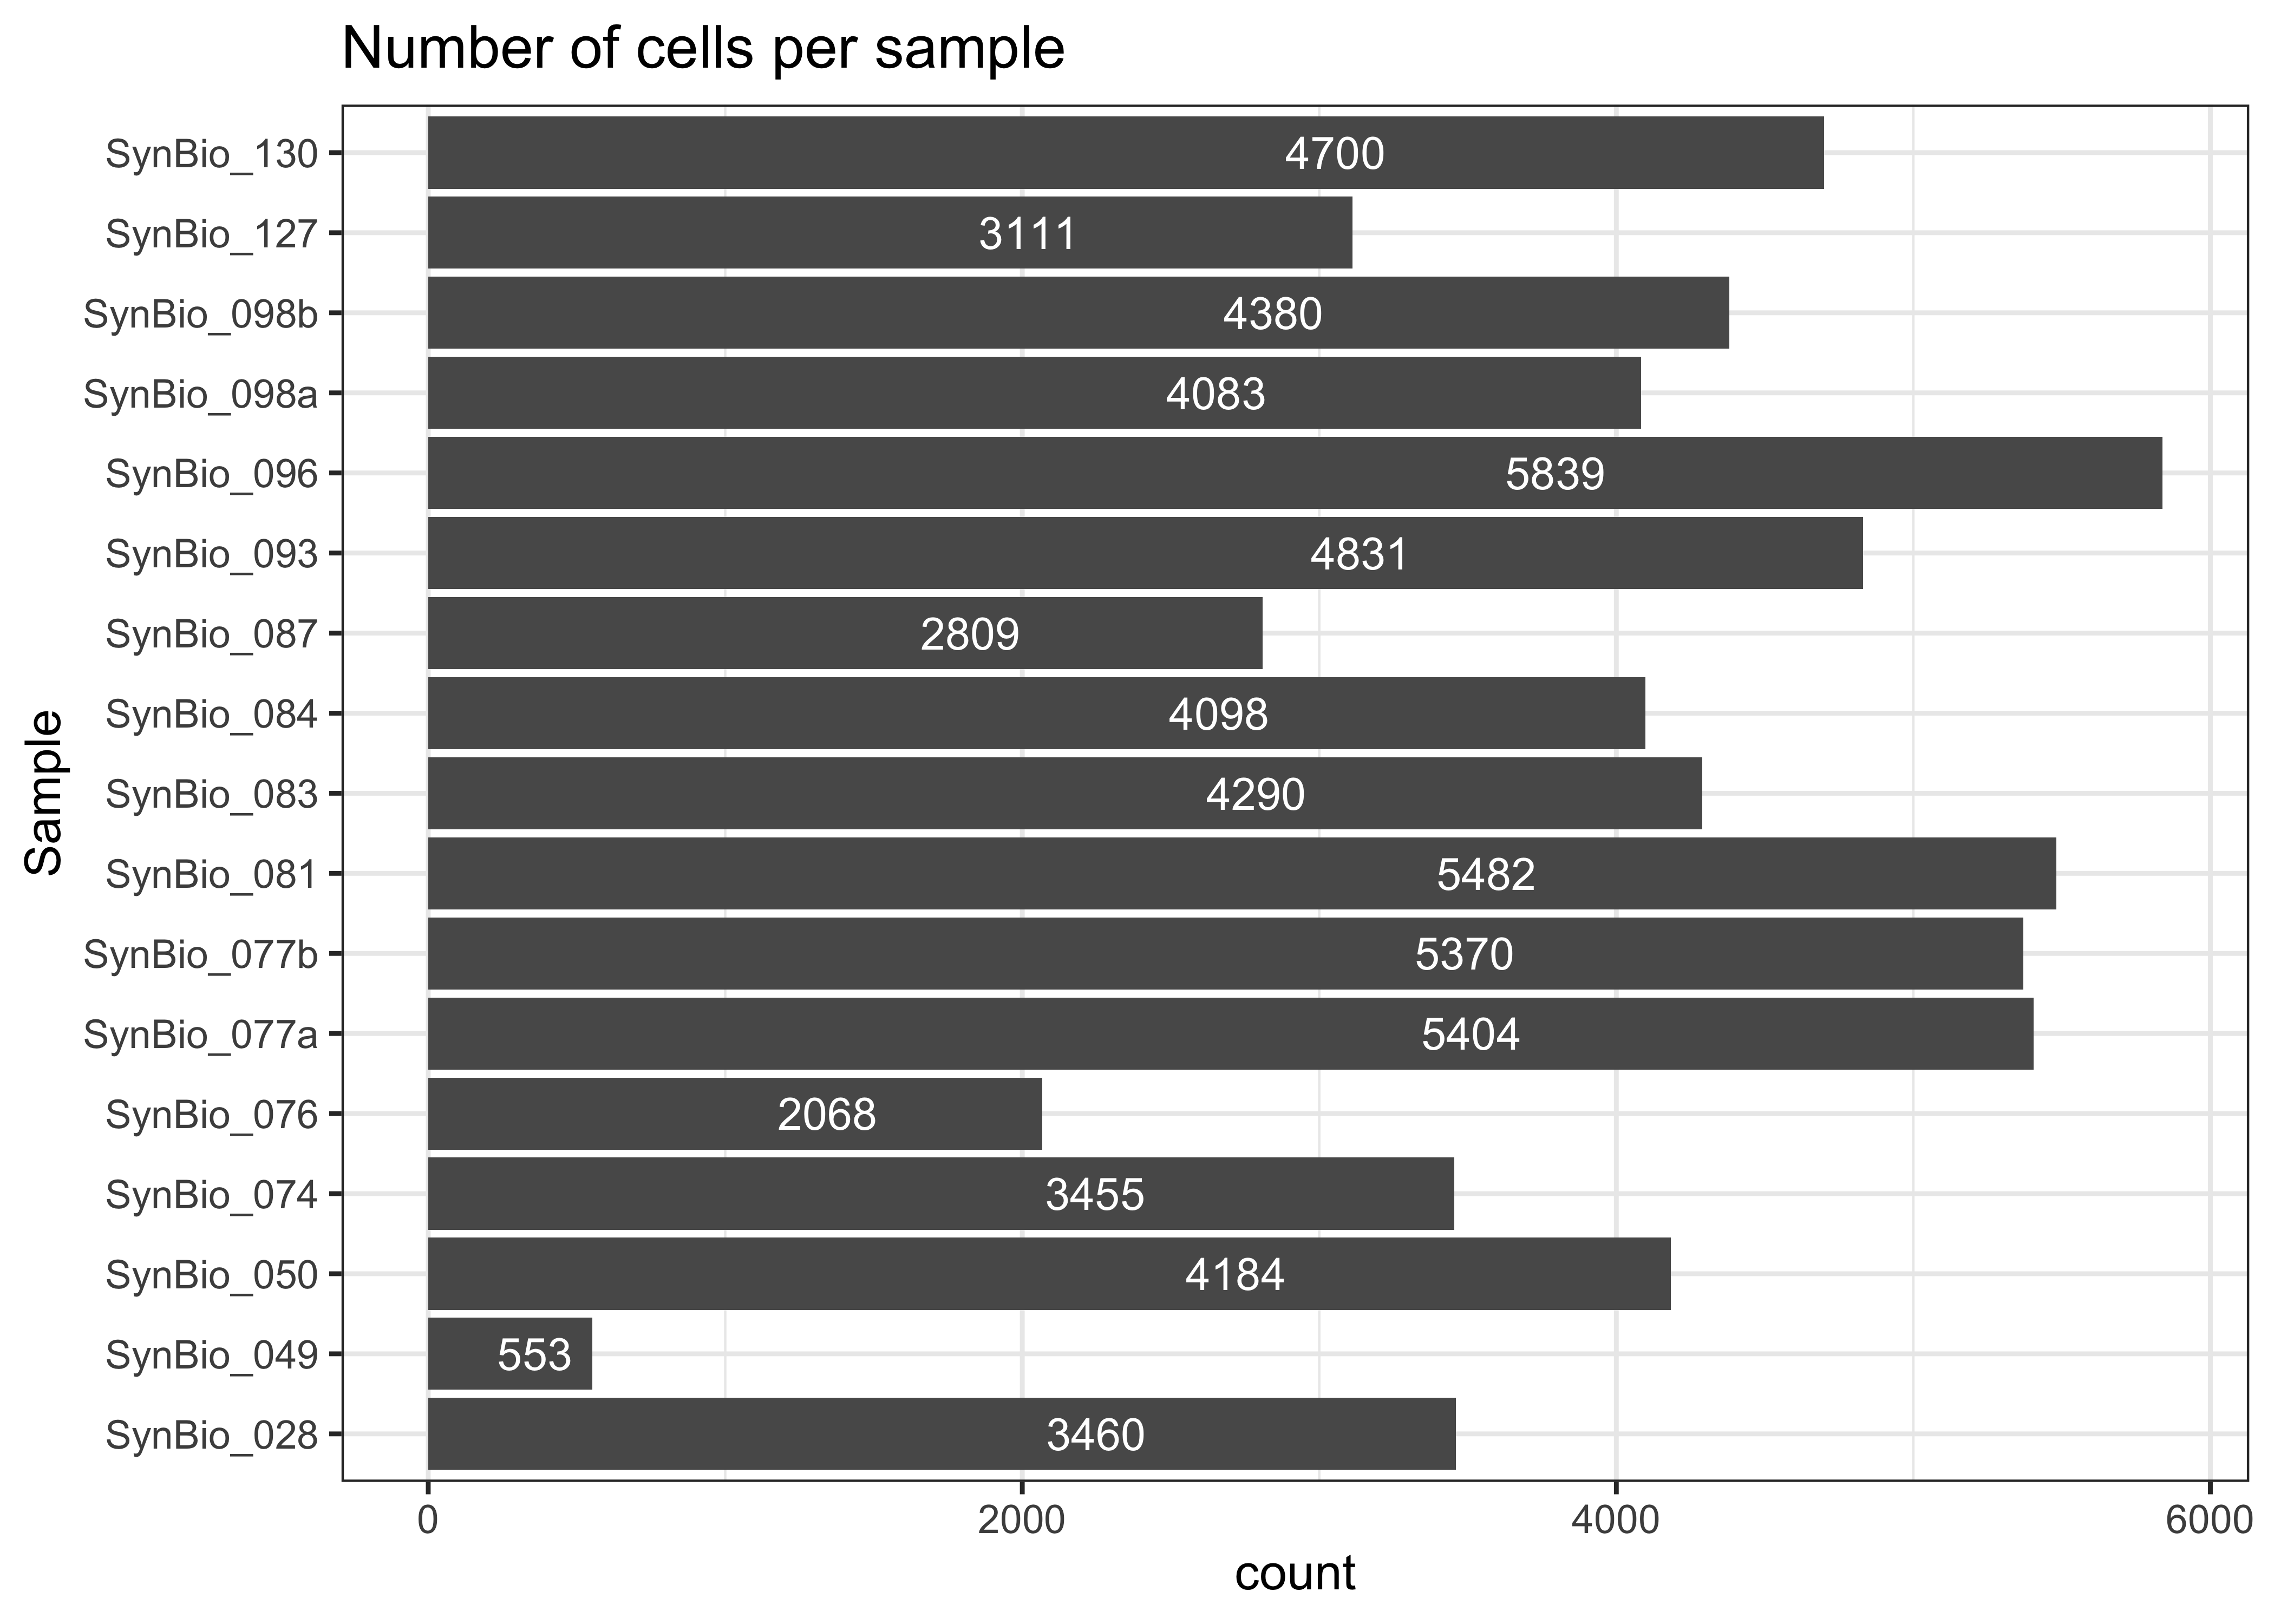 Number of cells per sample
SynBio_130 4700
SynBio_127 3111
SynBio_098b 4380
SynBio_098a 4083
SynBio_096 5839
SynBio_093 4831
SynBio_087 2809
SynBio_084 4098
SynBio_083 4290
SynBio_081 5482
SynBio_077b 5370
SynBio_077a 5404
SynBio_076 2068
SynBio_074 3455
SynBio_050 4184
SynBio_049 553
SynBio_028 3460
Sample
0 2000 4000 6000
count